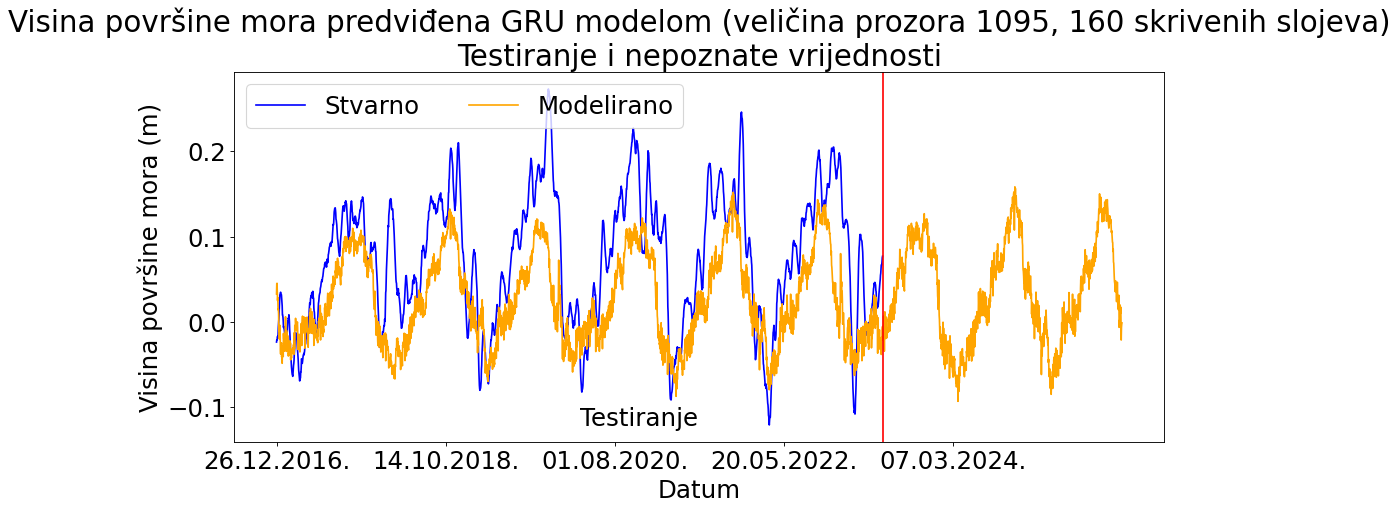 Visina površine mora predviđena GRU modelom (veličina prozora 1095, 160 skrivenih slojeva)
Testiranje i nepoznate vrijednosti
Stvarno
Modelirano
Visina površine mora (m)
0.2
0.1
0.0
−0.1
Testiranje
26.12.2016.
14.10.2018.
01.08.2020.
20.05.2022.
07.03.2024.
Datum